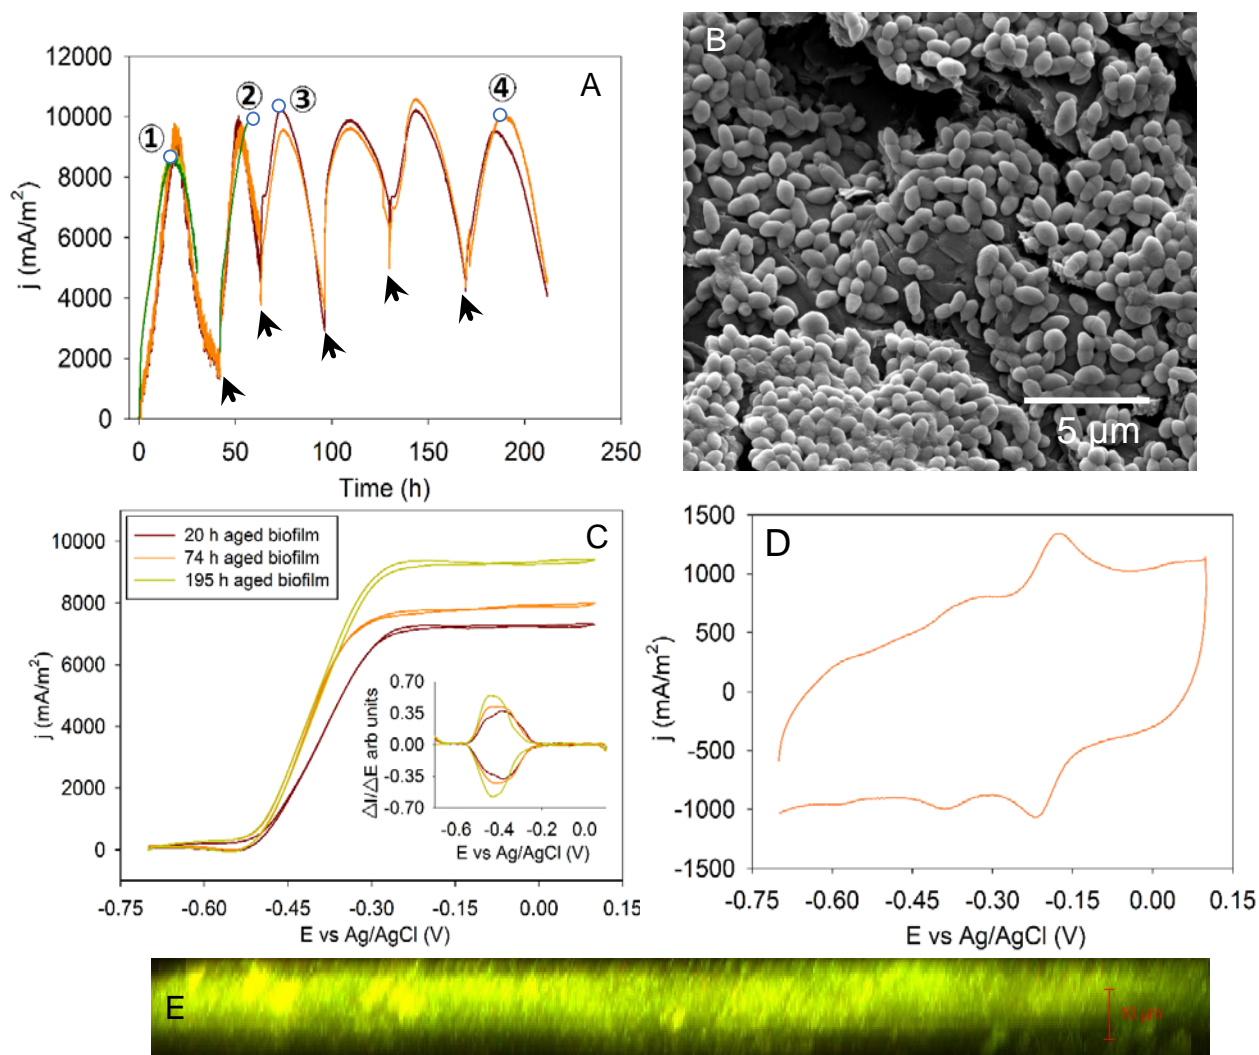 A
12000
10000
8000
6000
4000
2000
0
j (mA/m²)
1
2
3
4
0 50 100 150 200 250
Time (h)
B
5 µm
C
20 h aged biofilm
74 h aged biofilm
195 h aged biofilm
10000
8000
6000
4000
2000
0
j (mA/m²)
-0.75 -0.60 -0.45 -0.30 -0.15 0.00 0.15
E vs Ag/AgCl (V)
0.70
0.35
0.00
-0.35
-0.70
△I/△E arb units
-0.6 -0.4 -0.2 0.0
E vs Ag/AgCl (V)
D
1500
1000
500
0
-500
-1000
-1500
j (mA/m²)
-0.75 -0.60 -0.45 -0.30 -0.15 0.00 0.15
E vs Ag/AgCl (V)
E
10 µm